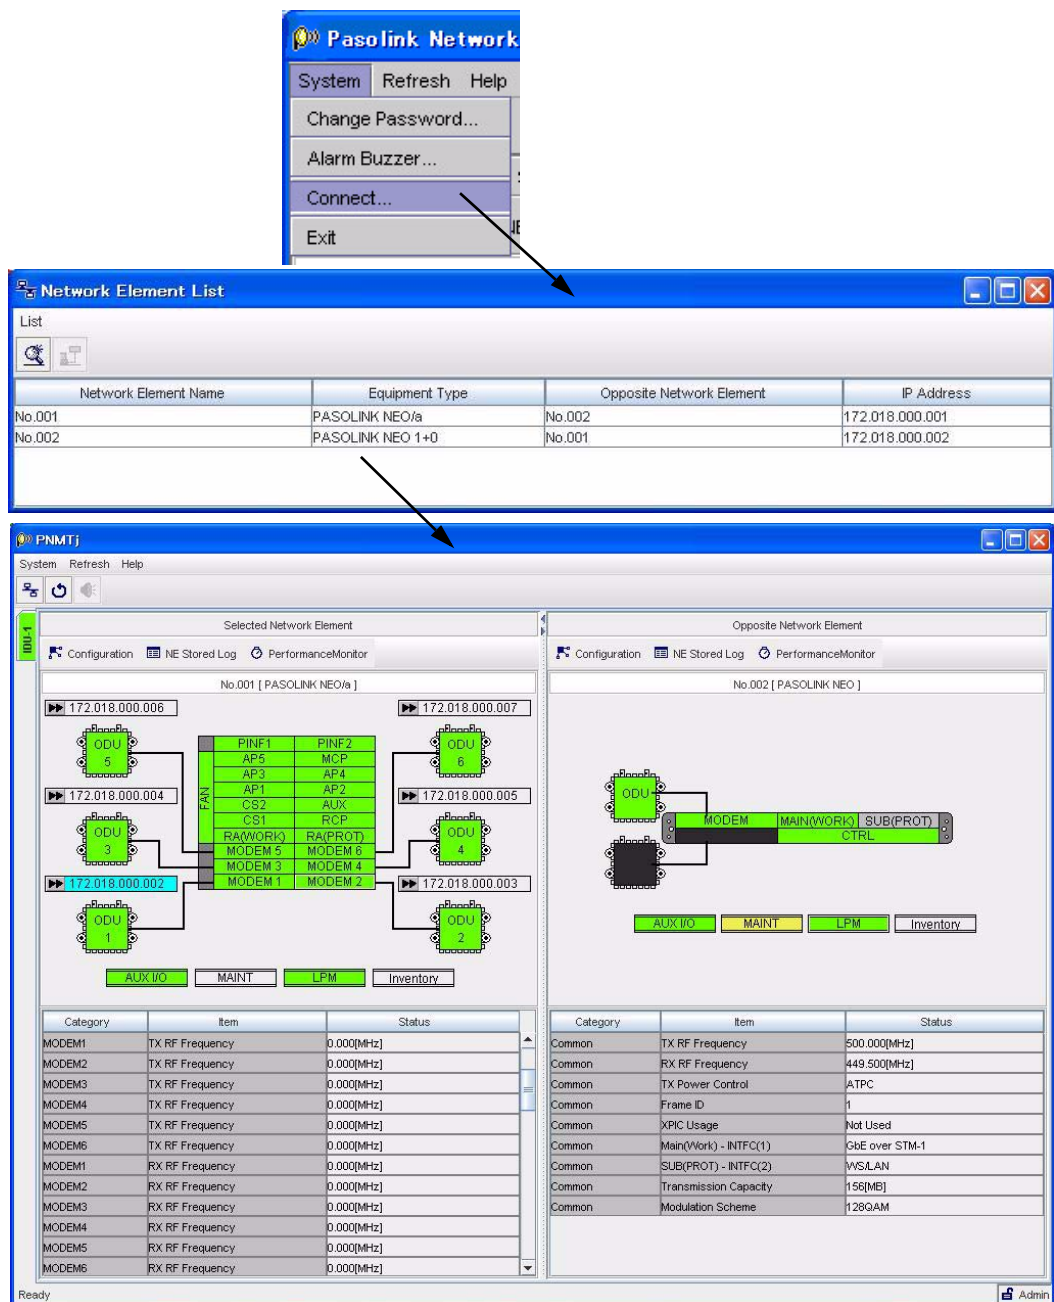 Pasolink Network
System Refresh Help
Change Password...
Alarm Buzzer...
Connect...
Exit
Network Element List
List
Network Element Name Equipment Type Opposite Network Element IP Address
No.001 PASOLINK NEO/a No.002 172.018.000.001
No.002 PASOLINK NEO 1+0 No.001 172.018.000.002
PNMTj
System Refresh Help
IDU-1
Selected Network Element
Configuration NE Stored Log PerformanceMonitor
No.001 [ PASOLINK NEO/a ]
172.018.000.006 172.018.000.007
ODU 5
ODU 6
172.018.000.004 172.018.000.005
ODU 3
ODU 4
172.018.000.002 172.018.000.003
ODU 1
ODU 2
FAN
PINF1 PINF2
AP5 MCP
AP3 AP4
AP1 AP2
CS2 AUX
CS1 RCP
RA(WORK) RA(PROT)
MODEM 5 MODEM 6
MODEM 3 MODEM 4
MODEM 1 MODEM 2
AUX I/O MAINT LPM Inventory
Category Item Status
MODEM1 TX RF Frequency 0.000[MHz]
MODEM2 TX RF Frequency 0.000[MHz]
MODEM3 TX RF Frequency 0.000[MHz]
MODEM4 TX RF Frequency 0.000[MHz]
MODEM5 TX RF Frequency 0.000[MHz]
MODEM6 TX RF Frequency 0.000[MHz]
MODEM1 RX RF Frequency 0.000[MHz]
MODEM2 RX RF Frequency 0.000[MHz]
MODEM3 RX RF Frequency 0.000[MHz]
MODEM4 RX RF Frequency 0.000[MHz]
MODEM5 RX RF Frequency 0.000[MHz]
MODEM6 RX RF Frequency 0.000[MHz]
Opposite Network Element
Configuration NE Stored Log PerformanceMonitor
No.002 [ PASOLINK NEO ]
ODU
MODEM MAIN(WORK) SUB(PROT)
CTRL
AUX I/O MAINT LPM Inventory
Category Item Status
Common TX RF Frequency 500.000[MHz]
Common RX RF Frequency 449.500[MHz]
Common TX Power Control ATPC
Common Frame ID 1
Common XPIC Usage Not Used
Common Main(Work) - INTFC(1) GbE over STM-1
Common SUB(PROT) - INTFC(2) WS/LAN
Common Transmission Capacity 156[MB]
Common Modulation Scheme 128QAM
Ready Admin